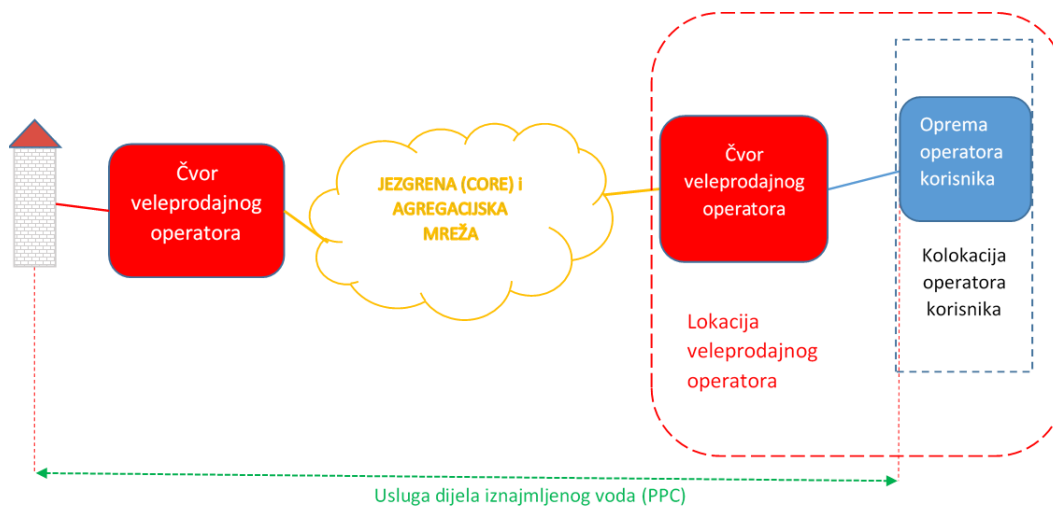 Čvor
veleprodajnog
operatora
JEZGRENA (CORE) i
AGREGACIJSKA
MREŽA
Čvor
veleprodajnog
operatora
Oprema
operatora
korisnika
Kolokacija
operatora
korisnika
Lokacija
veleprodajnog
operatora
Usluga dijela iznajmljenog voda (PPC)